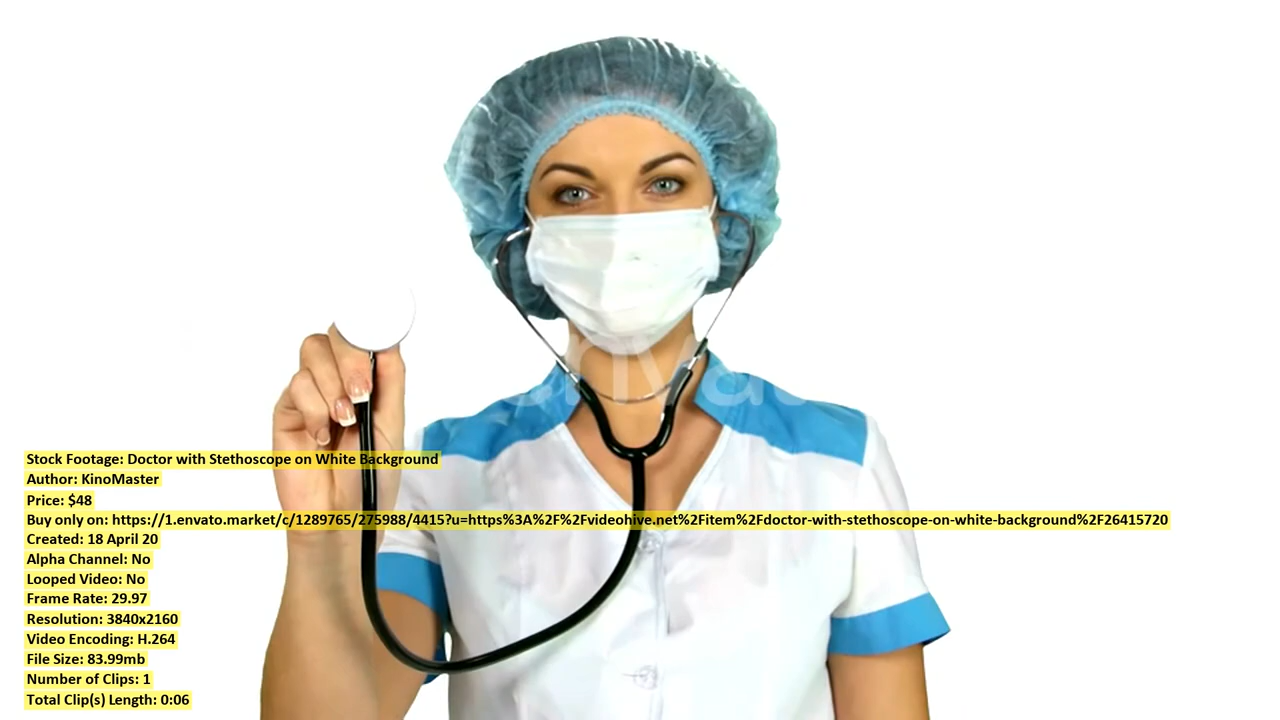 envato
Stock Footage: Doctor with Stethoscope on White Background
Author: KinoMaster
Price: $48
Buy only on: https://1.envato.market/c/1289765/275988/4415?u=https%3A%2F%2Fvideohive.net%2Fitem%2Fdoctor-with-stethoscope-on-white-background%2F26415720
Created: 18 April 20
Alpha Channel: No
Looped Video: No
Frame Rate: 29.97
Resolution: 3840x2160
Video Encoding: H.264
File Size: 83.99mb
Number of Clips: 1
Total Clip(s) Length: 0:06